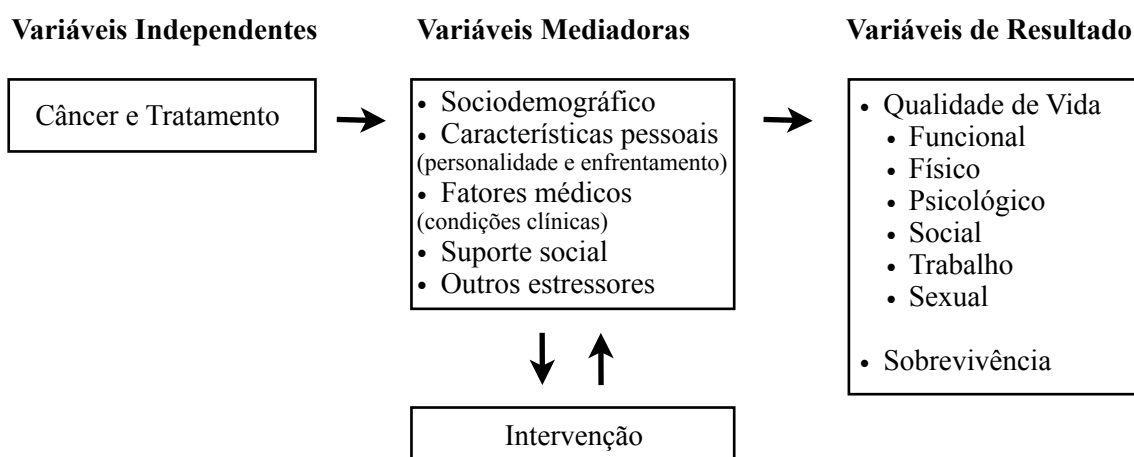 Variáveis Independentes
Câncer e Tratamento
Variáveis Mediadoras
• Sociodemográfico
• Características pessoais
(personalidade e enfrentamento)
• Fatores médicos
(condições clínicas)
• Suporte social
• Outros estressores
Intervenção
Variáveis de Resultado
• Qualidade de Vida
• Funcional
• Físico
• Psicológico
• Social
• Trabalho
• Sexual
• Sobrevivência